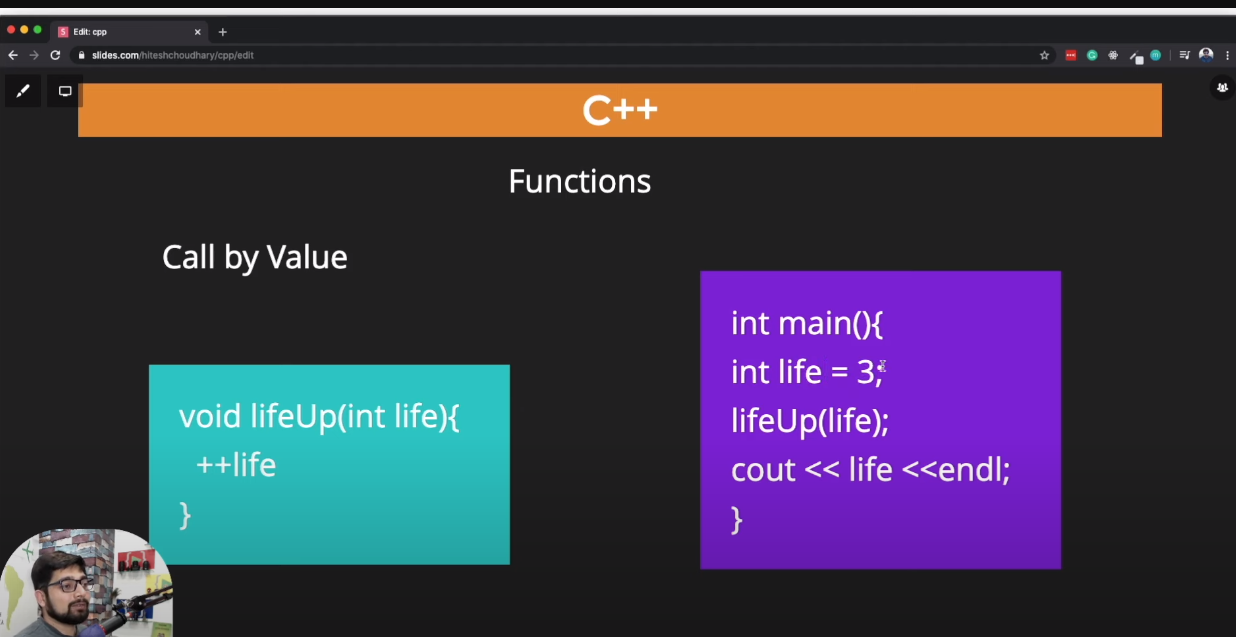 Edit: cpp
slides.com/hiteshchoudhary/cpp/edit
C++
Functions
Call by Value
void lifeUp(int life){
++life
}
int main(){
int life = 3;
lifeUp(life);
cout << life <<endl;
}